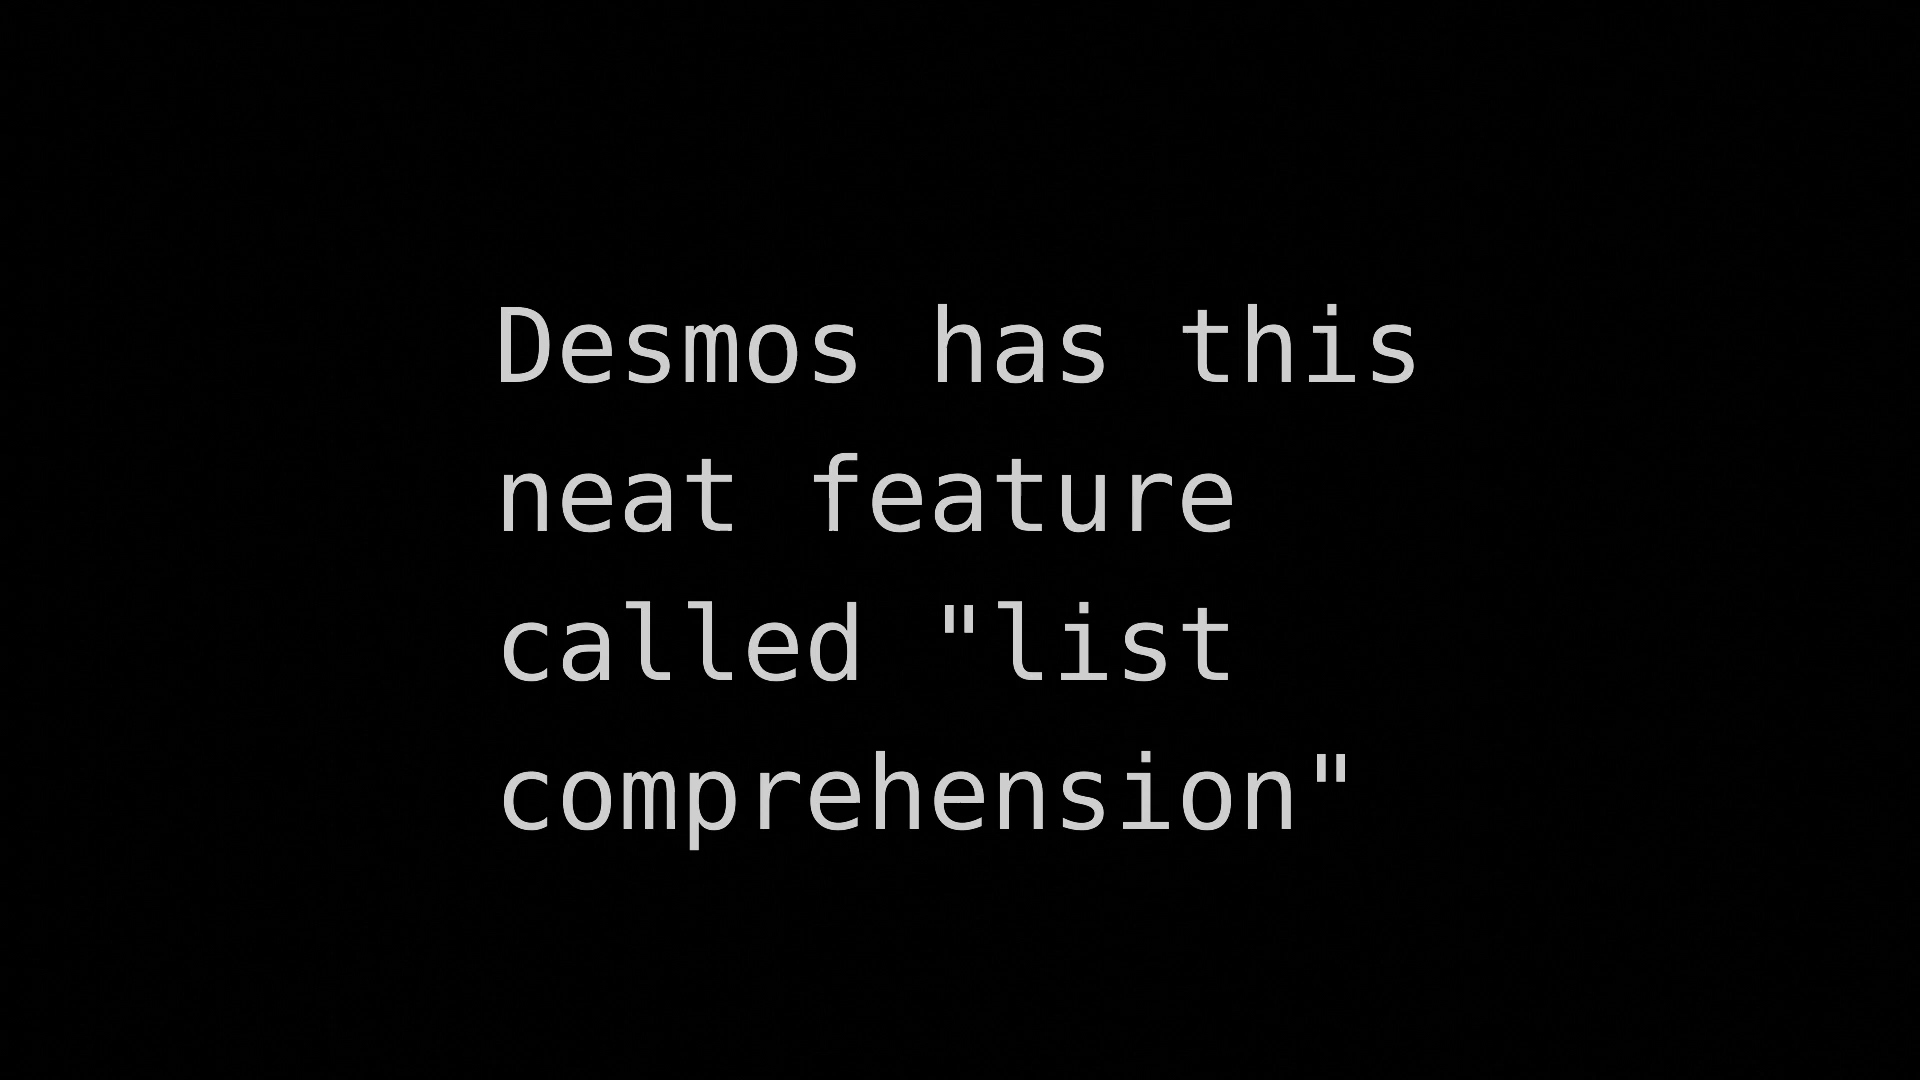 Desmos has this
neat feature
called "list
comprehension"